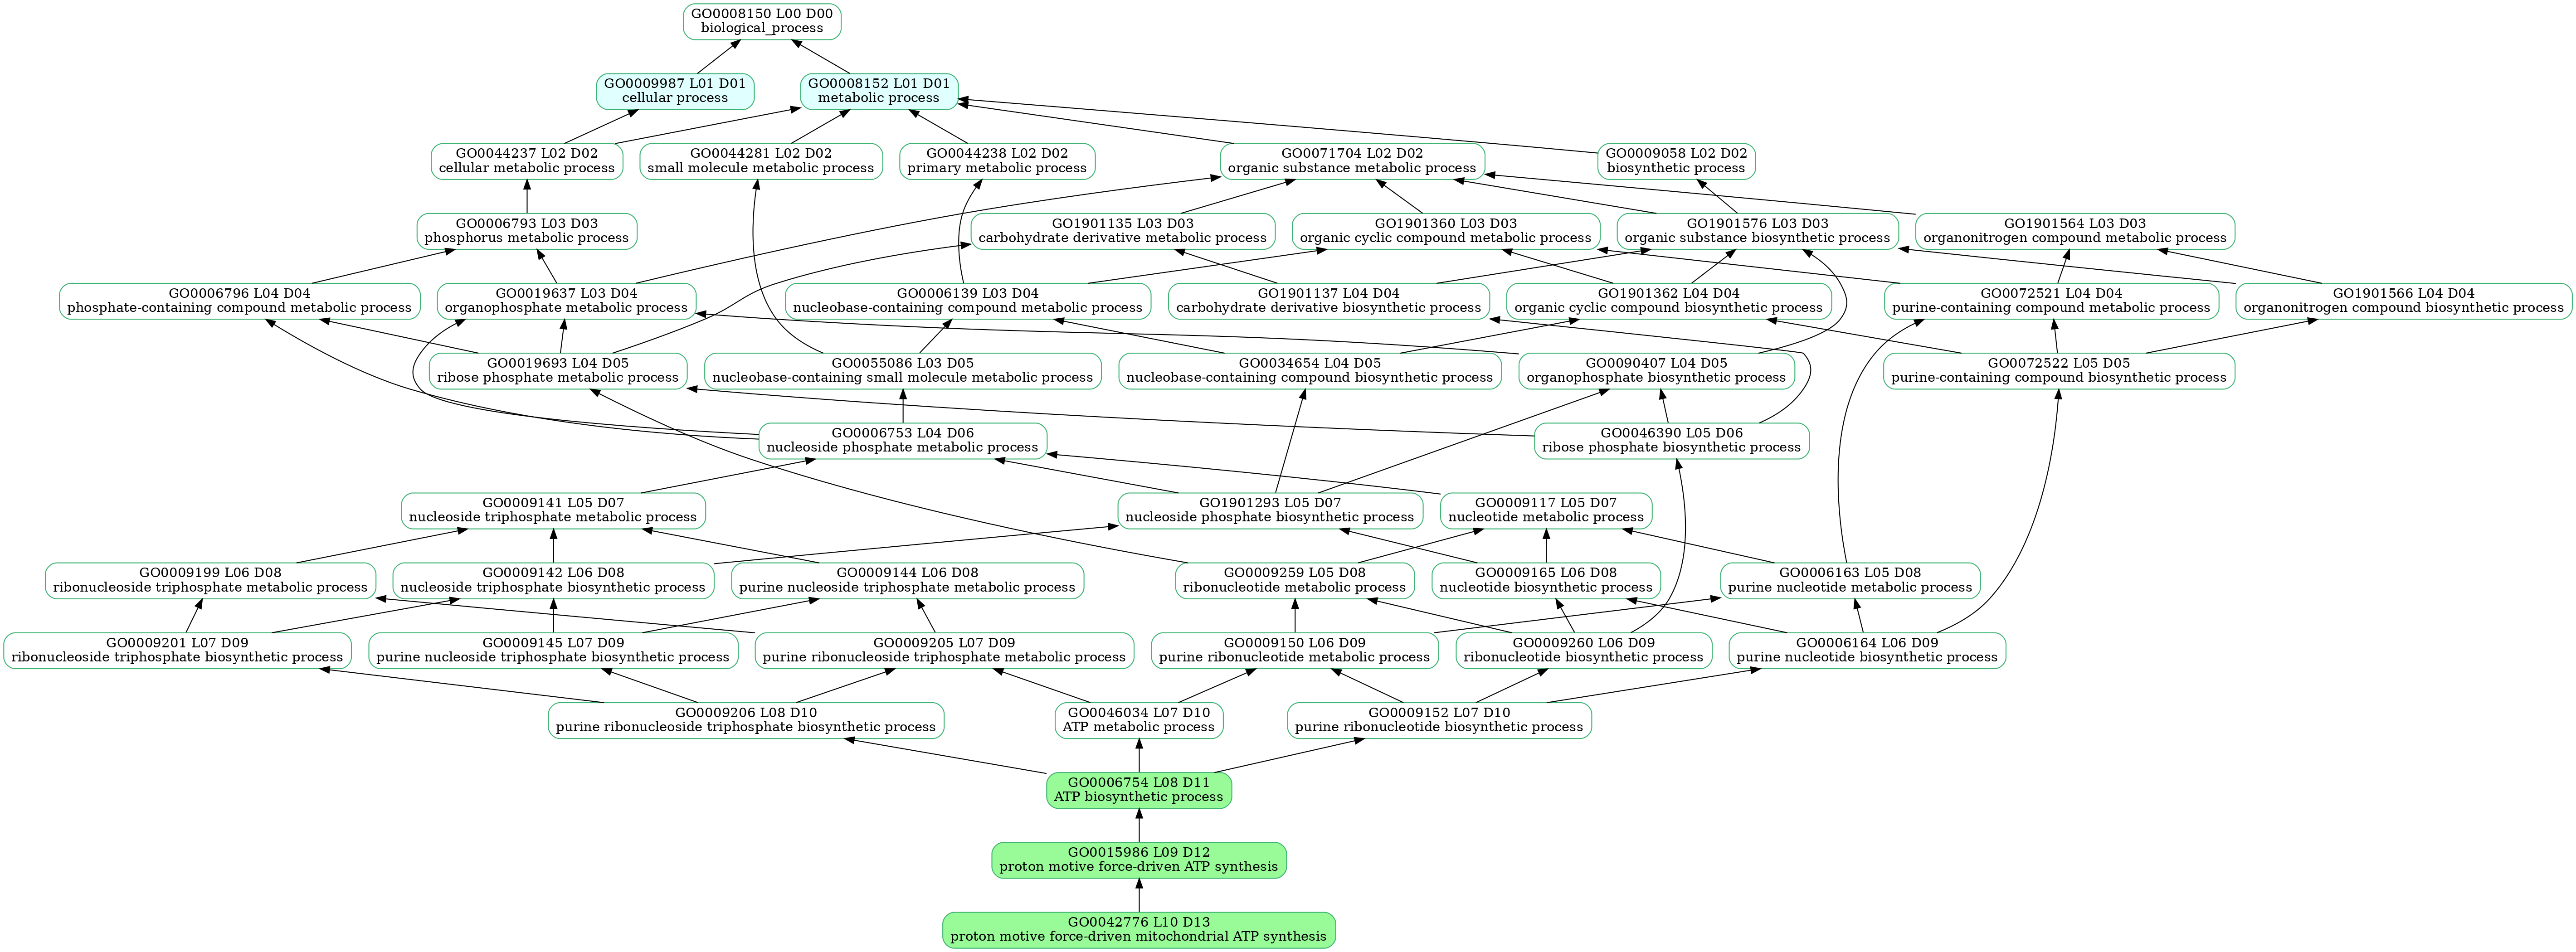 GO0008150 L00 D00
biological_process
GO0009987 L01 D01
cellular process
GO0008152 L01 D01
metabolic process
GO0044237 L02 D02
cellular metabolic process
GO0044281 L02 D02
small molecule metabolic process
GO0044238 L02 D02
primary metabolic process
GO0071704 L02 D02
organic substance metabolic process
GO0009058 L02 D02
biosynthetic process
GO0006793 L03 D03
phosphorus metabolic process
GO1901135 L03 D03
carbohydrate derivative metabolic process
GO1901360 L03 D03
organic cyclic compound metabolic process
GO1901576 L03 D03
organic substance biosynthetic process
GO1901564 L03 D03
organonitrogen compound metabolic process
GO0006796 L04 D04
phosphate-containing compound metabolic process
GO0019637 L03 D04
organophosphate metabolic process
GO0006139 L03 D04
nucleobase-containing compound metabolic process
GO1901137 L04 D04
carbohydrate derivative biosynthetic process
GO1901362 L04 D04
organic cyclic compound biosynthetic process
GO0072521 L04 D04
purine-containing compound metabolic process
GO1901566 L04 D04
organonitrogen compound biosynthetic process
GO0019693 L04 D05
ribose phosphate metabolic process
GO0055086 L03 D05
nucleobase-containing small molecule metabolic process
GO0034654 L04 D05
nucleobase-containing compound biosynthetic process
GO0090407 L04 D05
organophosphate biosynthetic process
GO0072522 L05 D05
purine-containing compound biosynthetic process
GO0006753 L04 D06
nucleoside phosphate metabolic process
GO0046390 L05 D06
ribose phosphate biosynthetic process
GO0009141 L05 D07
nucleoside triphosphate metabolic process
GO1901293 L05 D07
nucleoside phosphate biosynthetic process
GO0009117 L05 D07
nucleotide metabolic process
GO0009199 L06 D08
ribonucleoside triphosphate metabolic process
GO0009142 L06 D08
nucleoside triphosphate biosynthetic process
GO0009144 L06 D08
purine nucleoside triphosphate metabolic process
GO0009259 L05 D08
ribonucleotide metabolic process
GO0009165 L06 D08
nucleotide biosynthetic process
GO0006163 L05 D08
purine nucleotide metabolic process
GO0009201 L07 D09
ribonucleoside triphosphate biosynthetic process
GO0009145 L07 D09
purine nucleoside triphosphate biosynthetic process
GO0009205 L07 D09
purine ribonucleoside triphosphate metabolic process
GO0009150 L06 D09
purine ribonucleotide metabolic process
GO0009260 L06 D09
ribonucleotide biosynthetic process
GO0006164 L06 D09
purine nucleotide biosynthetic process
GO0009206 L08 D10
purine ribonucleoside triphosphate biosynthetic process
GO0046034 L07 D10
ATP metabolic process
GO0009152 L07 D10
purine ribonucleotide biosynthetic process
GO0006754 L08 D11
ATP biosynthetic process
GO0015986 L09 D12
proton motive force-driven ATP synthesis
GO0042776 L10 D13
proton motive force-driven mitochondrial ATP synthesis